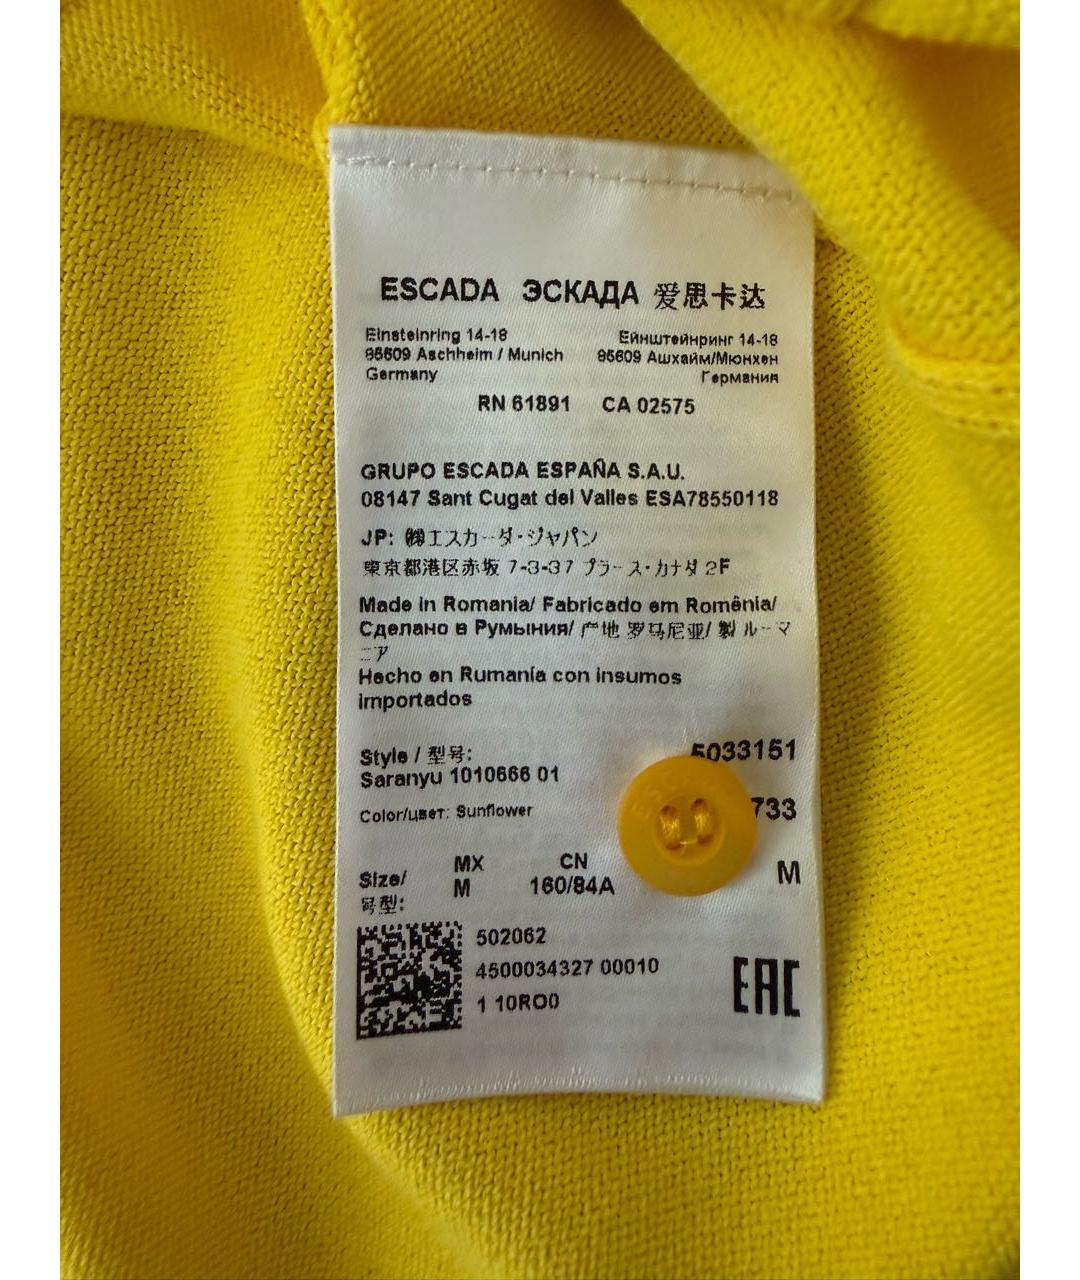 ESCADA ЭСКАДА 爱思卡达
Einsteinring 14-18 Ейнштейнринг 14-18
85609 Aschheim / Munich 85609 Ашхайм/Мюнхен
Germany Германия
RN 61891 CA 02575
GRUPO ESCADA ESPAÑA S.A.U.
08147 Sant Cugat del Valles ESA78550118
JP: ㈱エスカーダ・ジャパン
東京都港区赤坂 7-3-37 プラース・カナダ 2F
Made in Romania/ Fabricado em Romênia/
Сделано в Румыния/ 产地 罗马尼亚/ 製 ルーマ
ニア
Hecho en Rumanía con insumos
importados
Style / 型号: 5033151
Saranyu 1010666 01
Color/цвет: Sunflower 733
MX CN
Size/ M 160/84A M
号型:
502062
4500034327 00010
1 10RO0
EAC